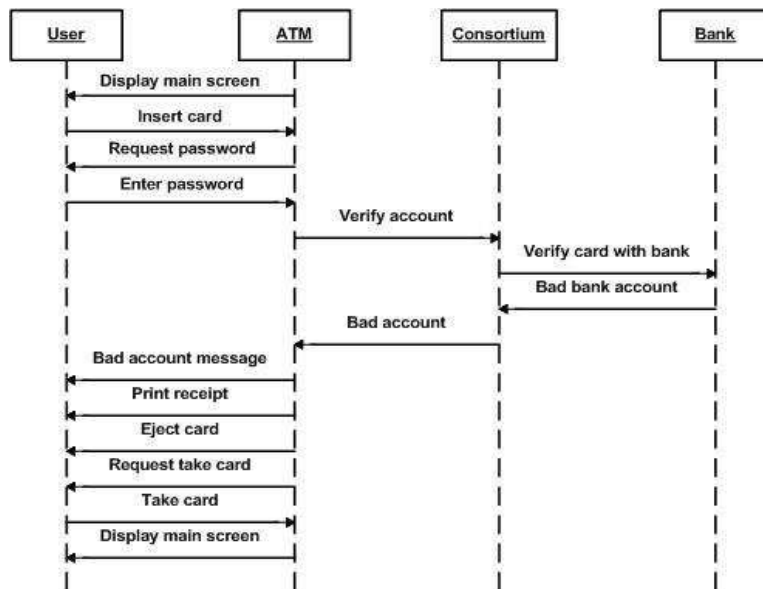 User ATM Consortium Bank
Display main screen
Insert card
Request password
Enter password
Verify account
Verify card with bank
Bad bank account
Bad account
Bad account message
Print receipt
Eject card
Request take card
Take card
Display main screen